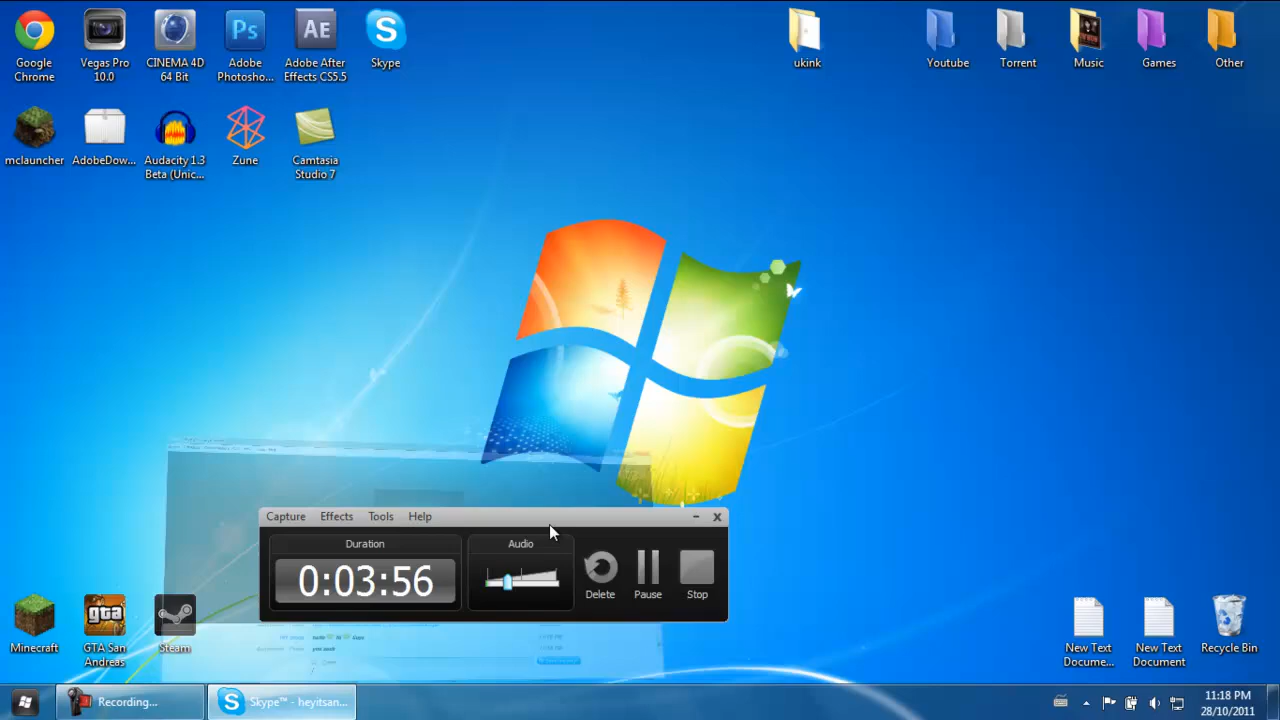 Google
Chrome
Vegas Pro
10.0
CINEMA 4D
64 Bit
Ps
Adobe
Photosho...
AE
Adobe After
Effects CS5.5
S
Skype
ukink
Youtube
Torrent
Music
Games
Other
mclauncher
AdobeDow...
Audacity 1.3
Beta (Unic...
Zune
Camtasia
Studio 7
Capture Effects Tools Help
Duration
0:03:56
Audio
Delete
Pause
Stop
Minecraft
gta
GTA San
Andreas
Steam
New Text
Docume...
New Text
Document
Recycle Bin
Recording...
S
Skype™ - heyitsan...
11:18 PM
28/10/2011